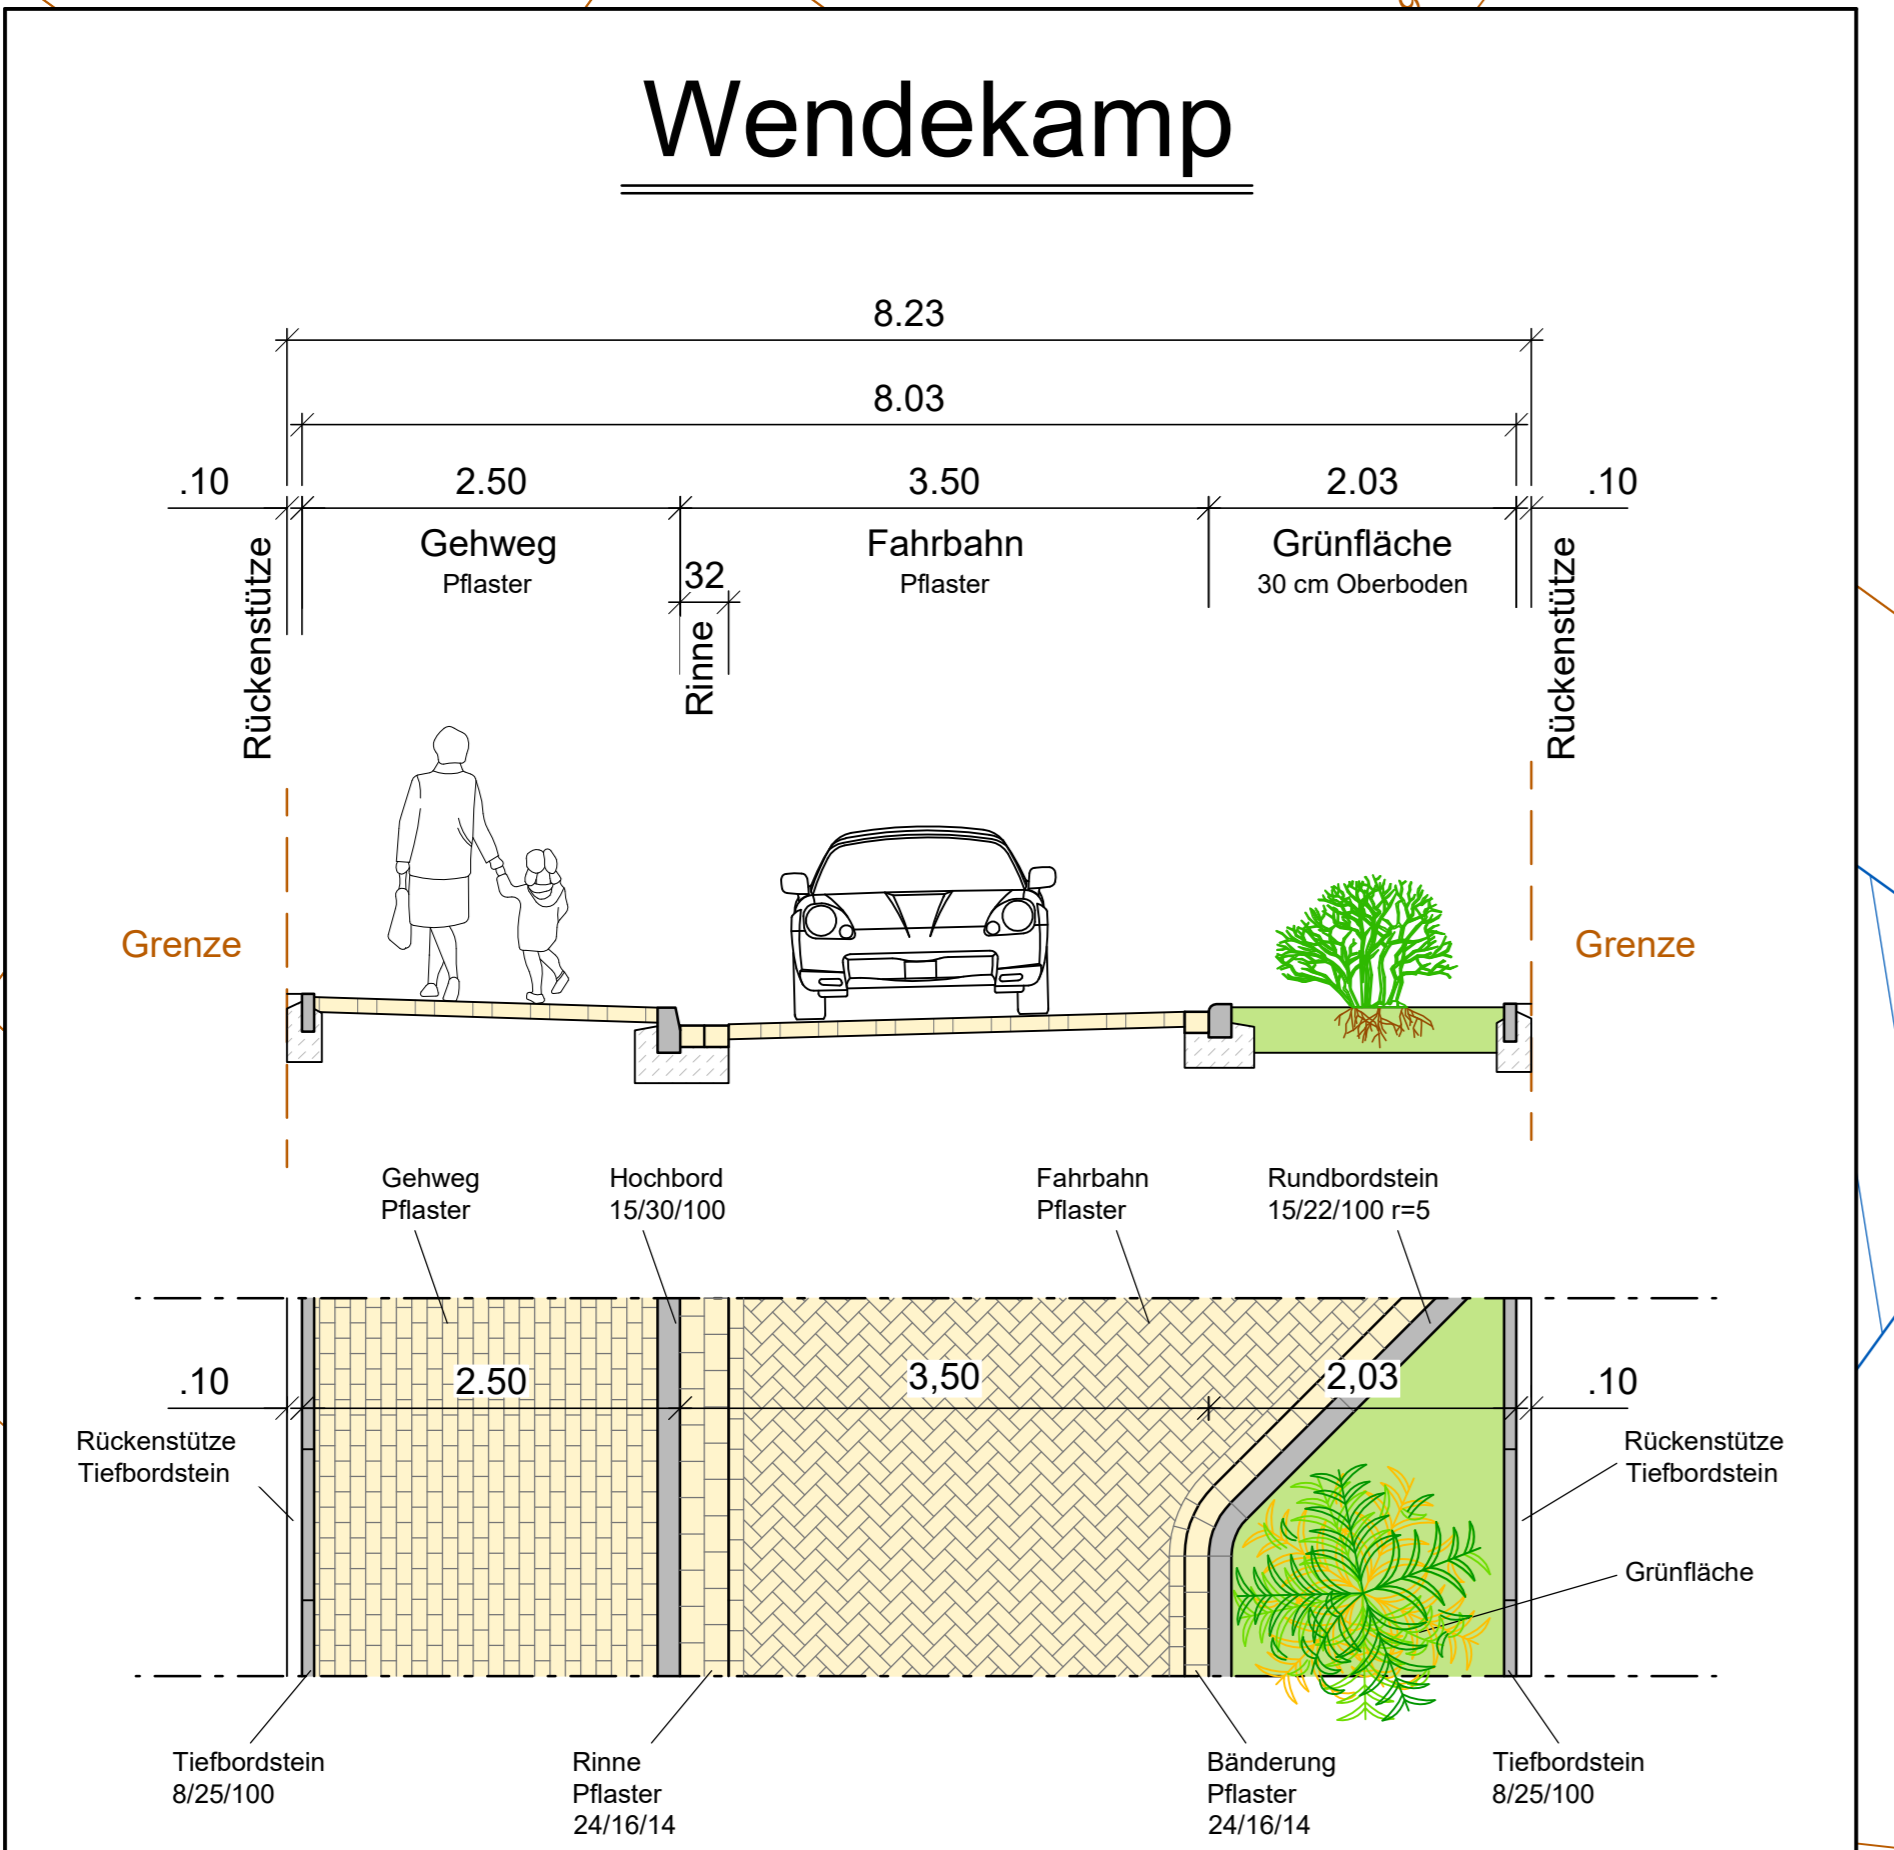 Wendekamp
8.23
8.03
.10
2.50
3.50
2.03
.10
Gehweg
Pflaster
Fahrbahn
Pflaster
Grünfläche
30 cm Oberboden
32
Rinne
Rückenstütze
Rückenstütze
Grenze
Grenze
Gehweg
Pflaster
Hochbord
15/30/100
Fahrbahn
Pflaster
Rundbordstein
15/22/100 r=5
.10
2.50
3,50
2,03
.10
Rückenstütze
Tiefbordstein
Rückenstütze
Tiefbordstein
Grünfläche
Tiefbordstein
8/25/100
Rinne
Pflaster
24/16/14
Bänderung
Pflaster
24/16/14
Tiefbordstein
8/25/100